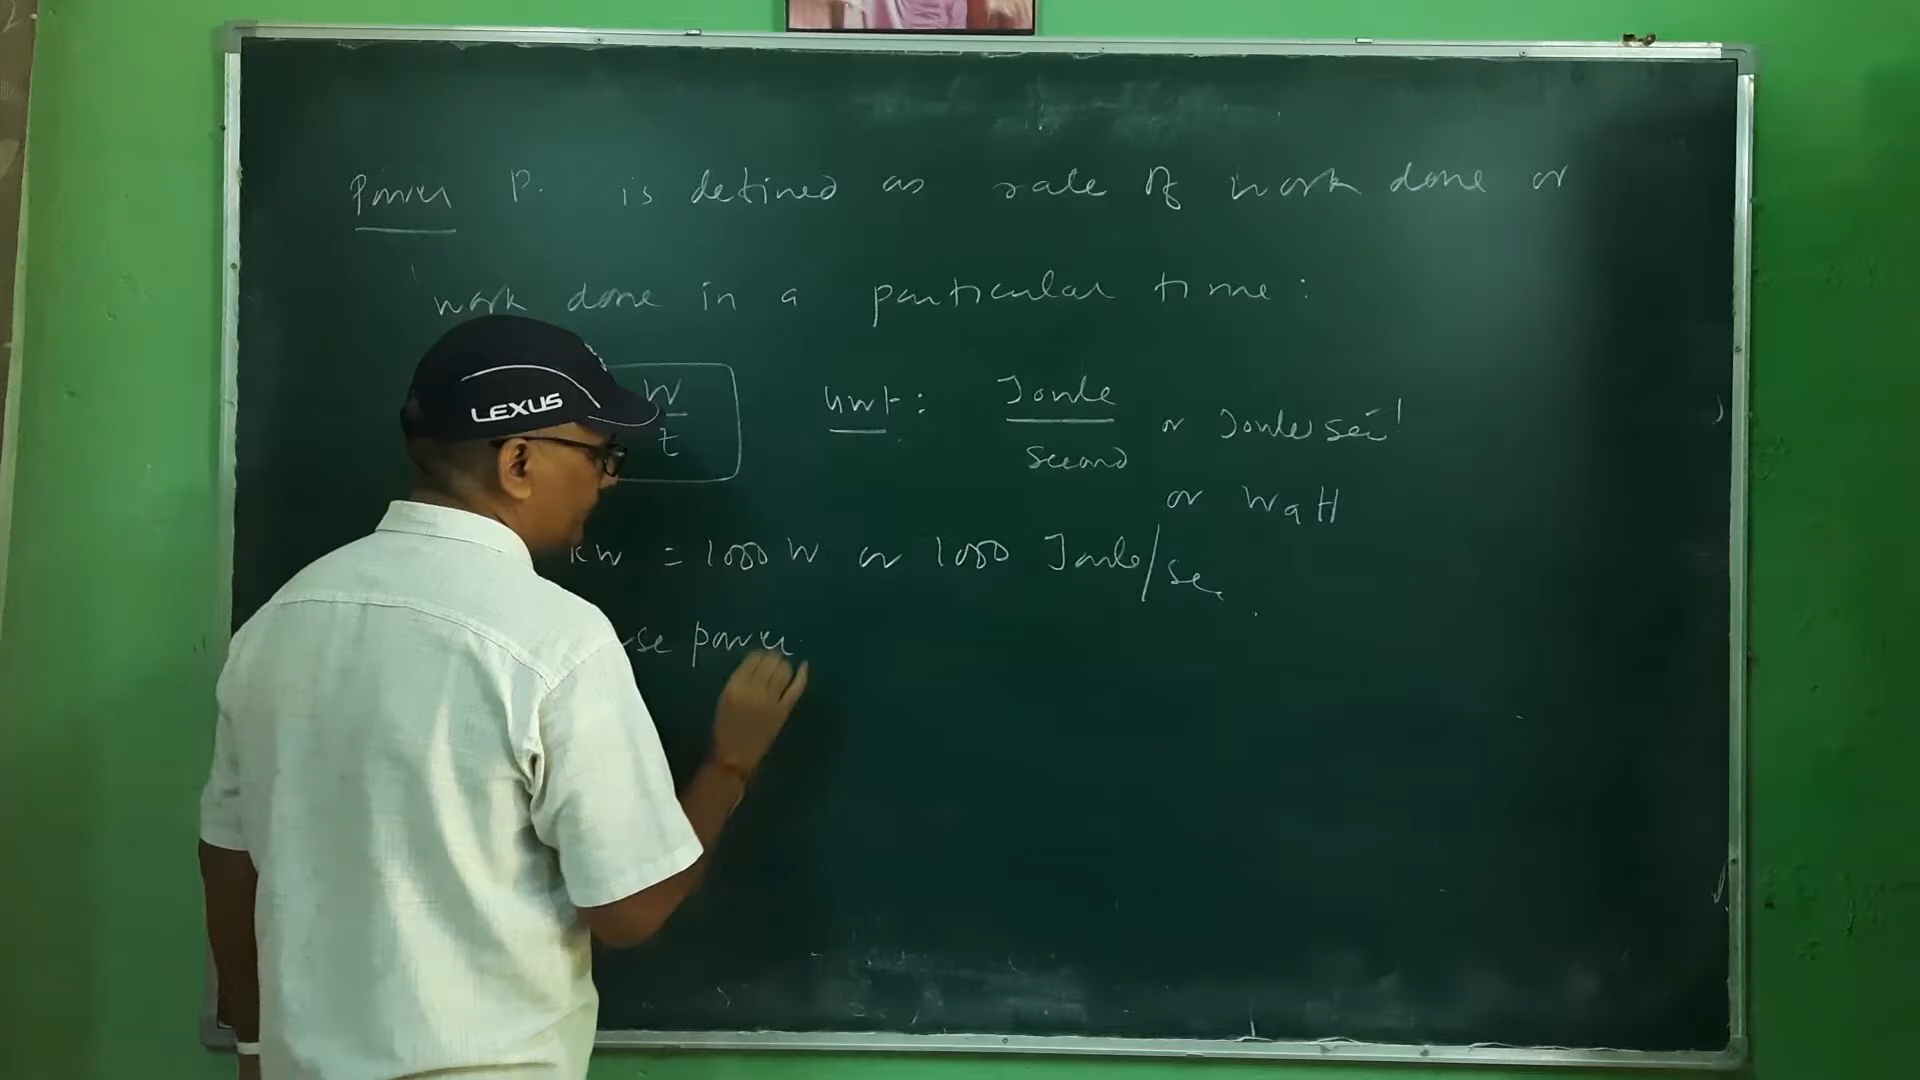 Power P. is defined as rate of work done or
work done in a particular time:
W
t
unit:
Joule
second
or Joule sec-1
or Watt
KW = 1000 W or 1000 Joule/sec.
rse power
LEXUS